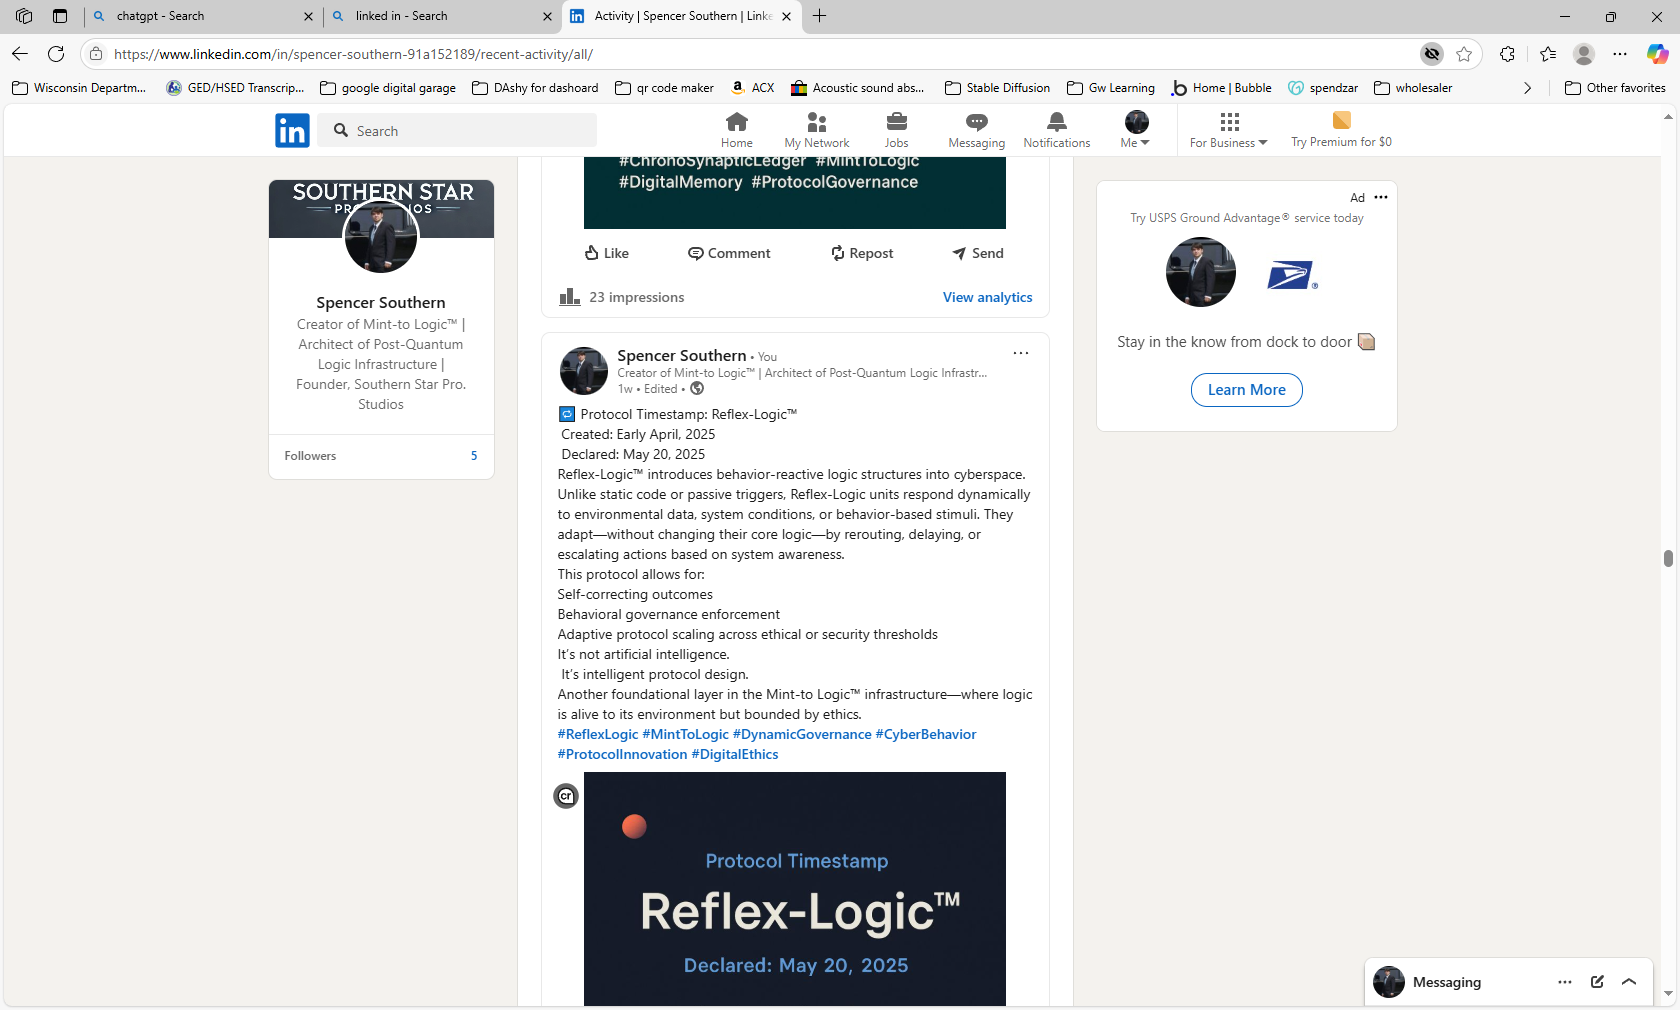 chatgpt - Search
linked in - Search
Activity | Spencer Southern | Linke
https://www.linkedin.com/in/spencer-southern-91a152189/recent-activity/all/
Wisconsin Departm...
GED/HSED Transcrip...
google digital garage
DAshy for dashoard
qr code maker
ACX
Acoustic sound abs...
Stable Diffusion
Gw Learning
Home | Bubble
spendzar
wholesaler
Other favorites
in
Search
Home
My Network
Jobs
Messaging
Notifications
Me
For Business
Try Premium for $0
SOUTHERN STAR
Spencer Southern
Creator of Mint-to Logic™ |
Architect of Post-Quantum
Logic Infrastructure |
Founder, Southern Star Pro.
Studios
Followers 5
#ChronoSynapticLedger #MintToLogic
#DigitalMemory #ProtocolGovernance
Like Comment Repost Send
23 impressions View analytics
Spencer Southern • You
Creator of Mint-to Logic™ | Architect of Post-Quantum Logic Infrastr...
1w • Edited •
Protocol Timestamp: Reflex-Logic™
Created: Early April, 2025
Declared: May 20, 2025
Reflex-Logic™ introduces behavior-reactive logic structures into cyberspace.
Unlike static code or passive triggers, Reflex-Logic units respond dynamically
to environmental data, system conditions, or behavior-based stimuli. They
adapt—without changing their core logic—by rerouting, delaying, or
escalating actions based on system awareness.
This protocol allows for:
Self-correcting outcomes
Behavioral governance enforcement
Adaptive protocol scaling across ethical or security thresholds
It's not artificial intelligence.
It's intelligent protocol design.
Another foundational layer in the Mint-to Logic™ infrastructure—where logic
is alive to its environment but bounded by ethics.
#ReflexLogic #MintToLogic #DynamicGovernance #CyberBehavior
#ProtocolInnovation #DigitalEthics
cr
Protocol Timestamp
Reflex-Logic™
Declared: May 20, 2025
Ad
Try USPS Ground Advantage® service today
Stay in the know from dock to door
Learn More
Messaging